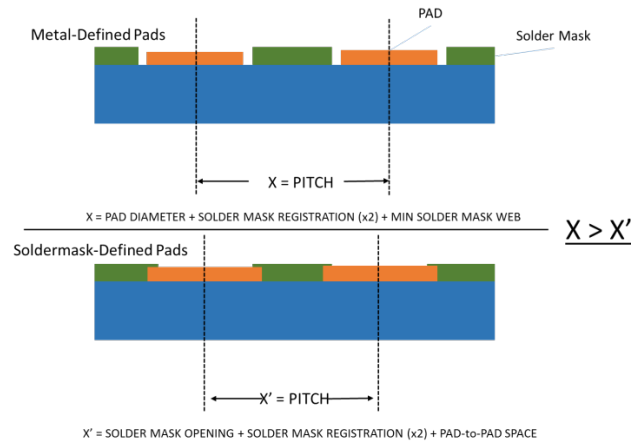 PAD
Metal-Defined Pads
Solder Mask
X = PITCH
X = PAD DIAMETER + SOLDER MASK REGISTRATION (x2) + MIN SOLDER MASK WEB
X > X'
Soldermask-Defined Pads
X' = PITCH
X' = SOLDER MASK OPENING + SOLDER MASK REGISTRATION (x2) + PAD-to-PAD SPACE